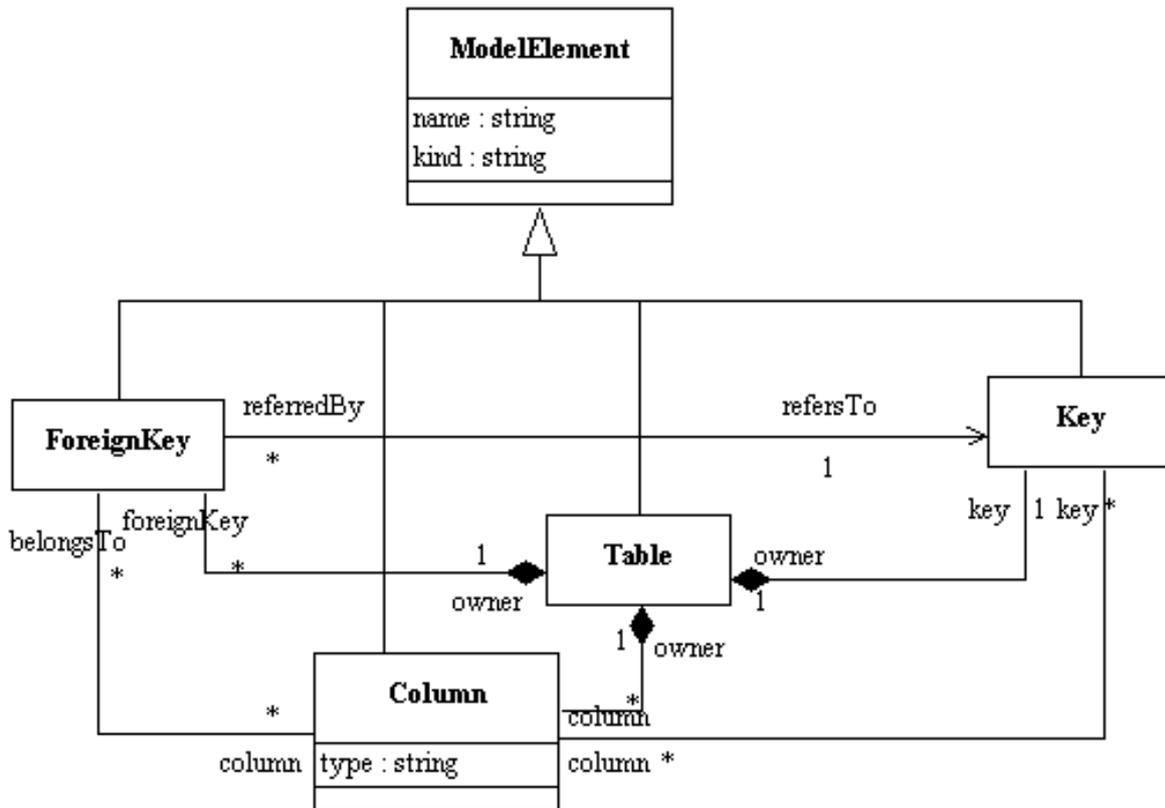 ModelElement
name : string
kind : string
referredBy
refersTo
ForeignKey
Key
*
1
foreignKey
key
1
key
*
belongsTo
*
*
1
owner
Table
owner
1
1
owner
Column
*
*
column
column
type : string
column
*